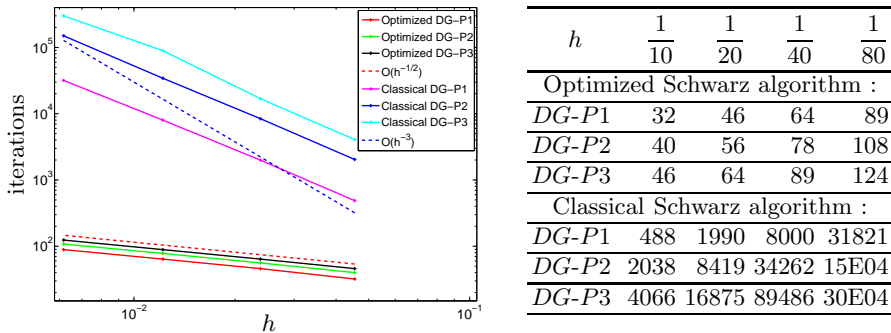 10^5
10^4
10^3
10^2
iterations
10^-2
10^-1
h
Optimized DG-P1
Optimized DG-P2
Optimized DG-P3
O(h^-1/2)
Classical DG-P1
Classical DG-P2
Classical DG-P3
O(h^-3)
h 1/10 1/20 1/40 1/80
Optimized Schwarz algorithm :
DG-P1 32 46 64 89
DG-P2 40 56 78 108
DG-P3 46 64 89 124
Classical Schwarz algorithm :
DG-P1 488 1990 8000 31821
DG-P2 2038 8419 34262 15E04
DG-P3 4066 16875 89486 30E04